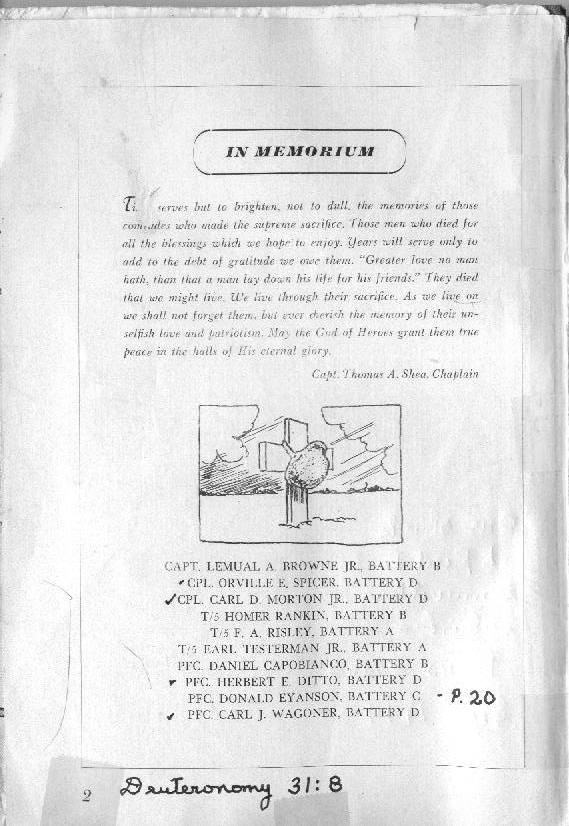 IN MEMORIUM
serves but to brighten, not to dull, the memories of those
comrades who made the supreme sacrifice. Those men who died for
all the blessings which we hope to enjoy. Years will serve only to
add to the debt of gratitude we owe them. "Greater love no man
hath, than that a man lay down his life for his friends." They died
that we might live. We live through their sacrifice. As we live on
we shall not forget them, but ever cherish the memory of their un-
selfish love and patriotism. May the God of Heroes grant them true
peace in the halls of His eternal glory.
Capt. Thomas A. Shea, Chaplain
CAPT. LEMUAL A. BROWNE JR., BATTERY B
CPL. ORVILLE E. SPICER, BATTERY D
✓CPL. CARL D. MORTON JR., BATTERY D
T/5 HOMER RANKIN, BATTERY B
T/5 F. A. RISLEY, BATTERY A
T/5 EARL TESTERMAN JR., BATTERY A
PFC. DANIEL CAPOBIANCO, BATTERY B
PFC. HERBERT E. DITTO, BATTERY D
PFC. DONALD EYANSON, BATTERY C - P. 20
✓ PFC. CARL J. WAGONER, BATTERY D
2 Deuteronomy 31:8